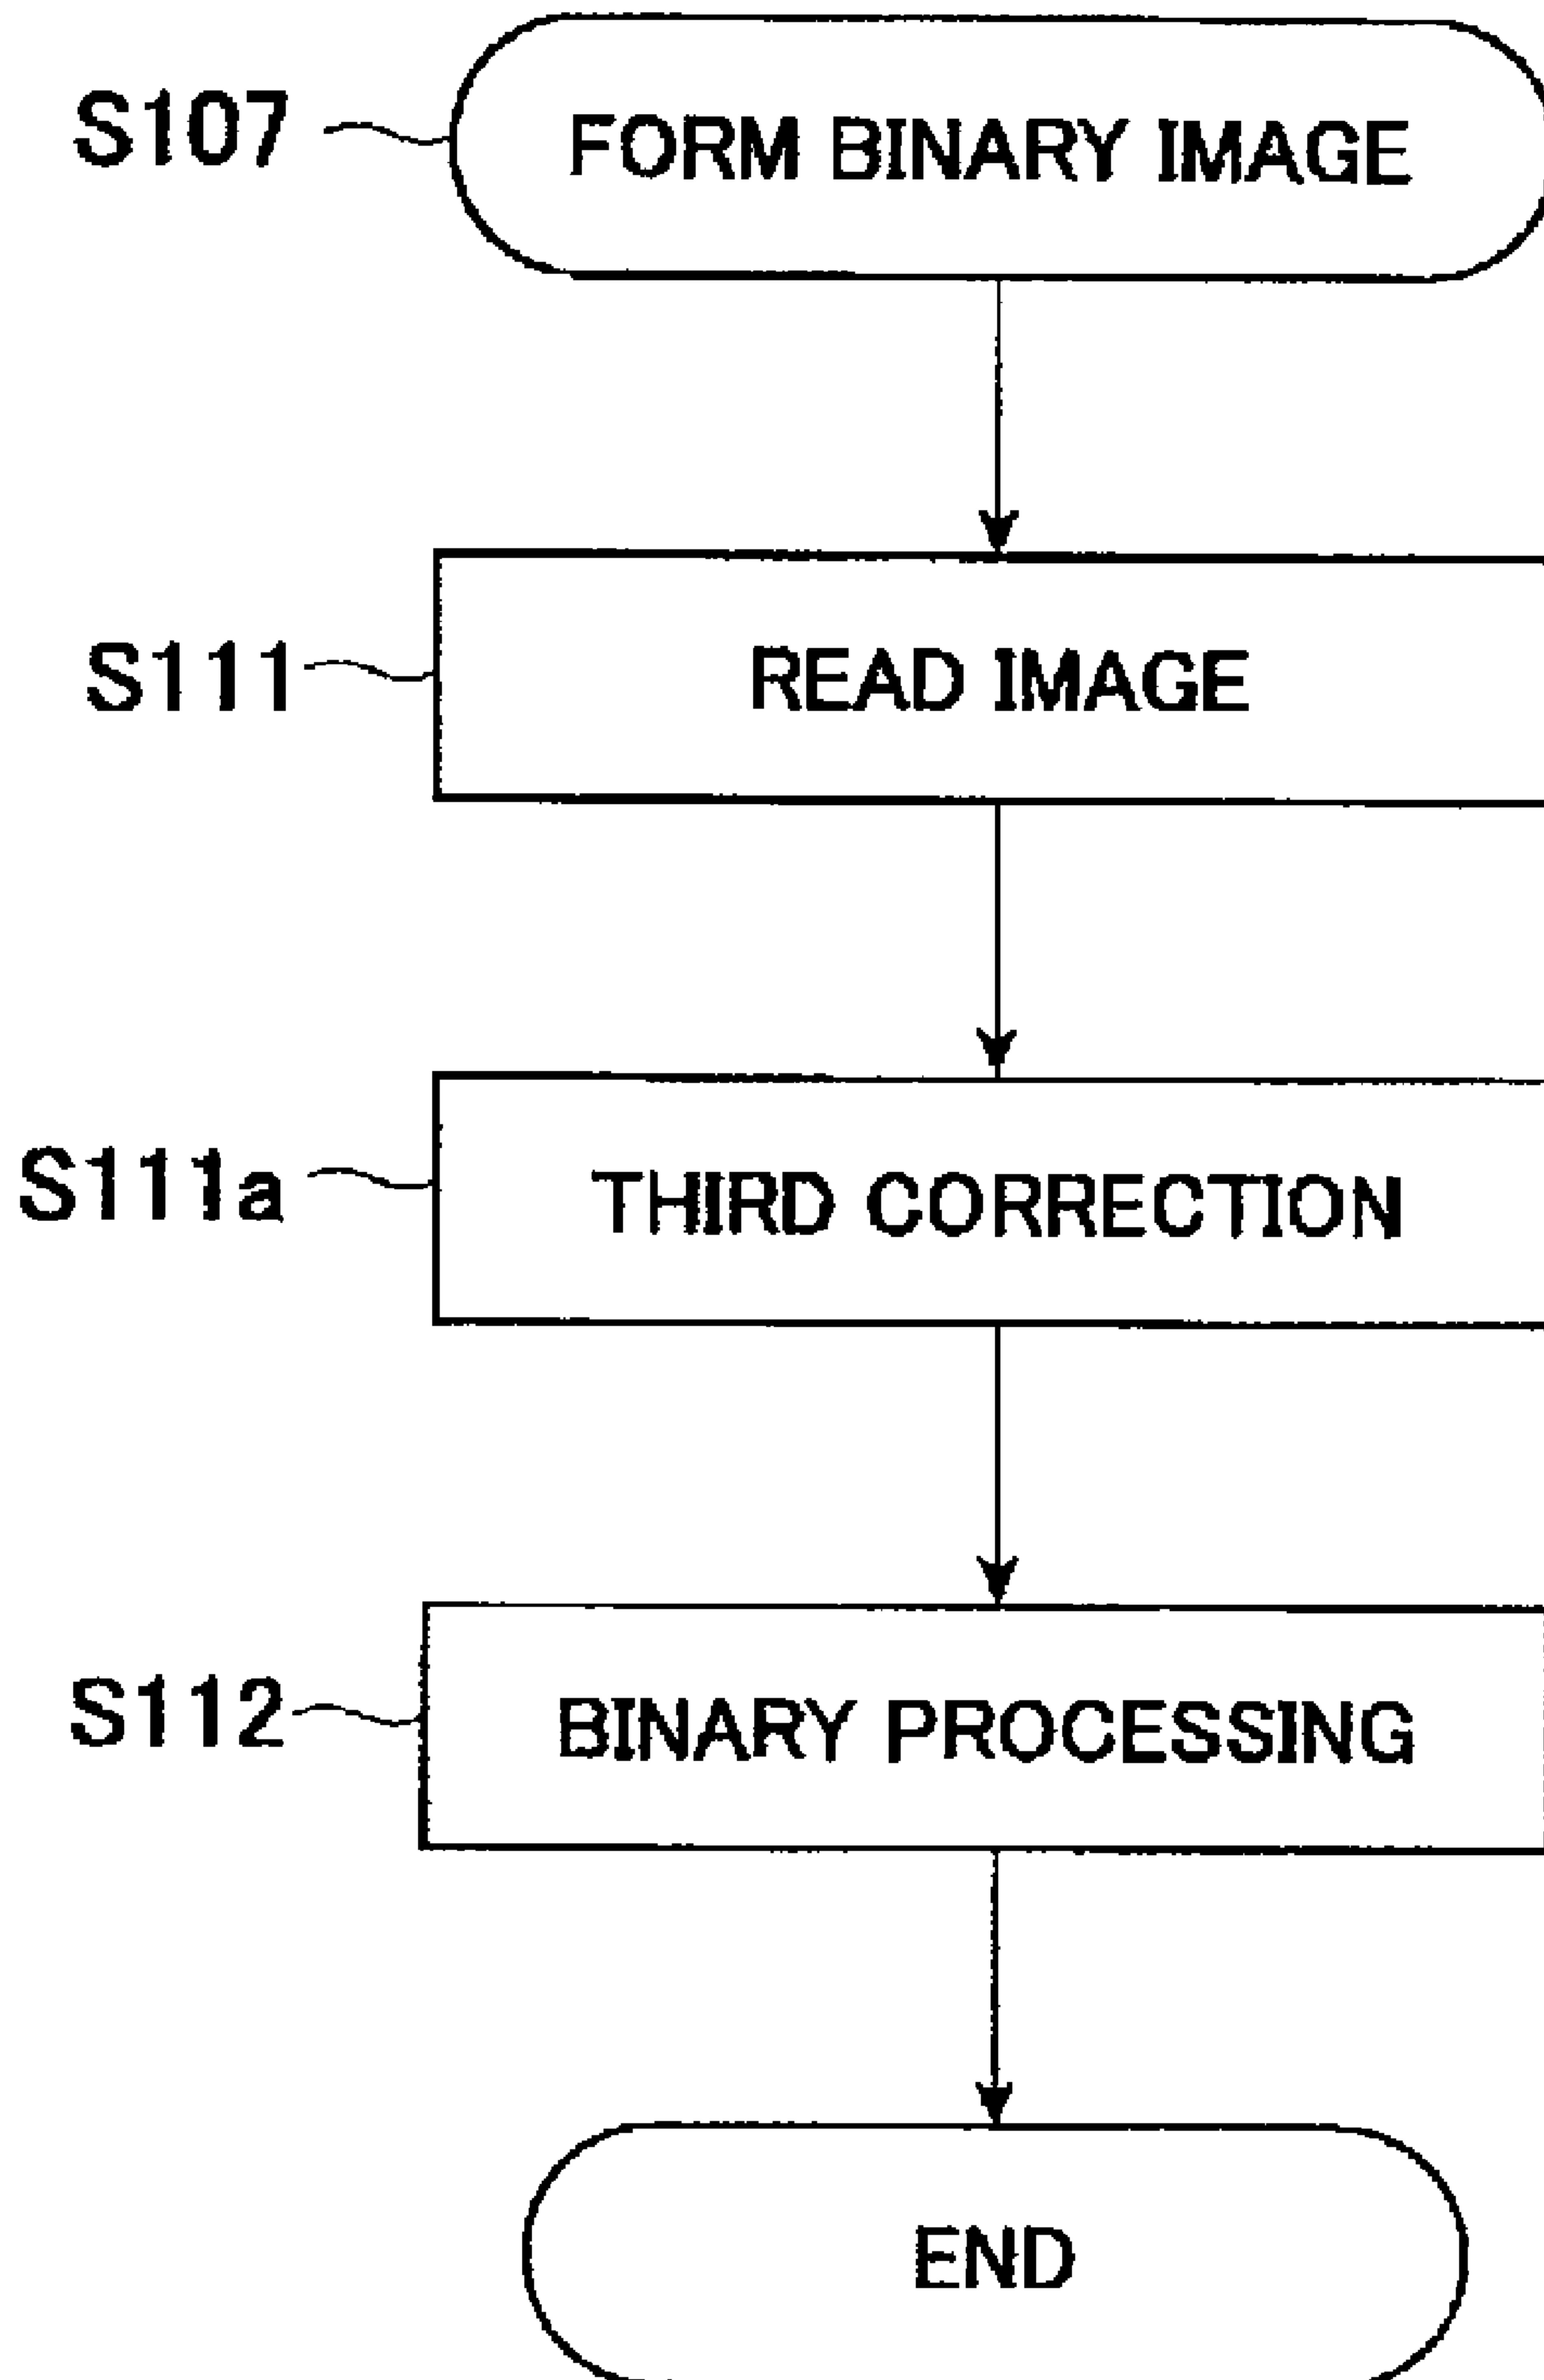 S107 FORM BINARY IMAGE
S111 READ IMAGE
S111a THIRD CORRECTION
S112 BINARY PROCESSING
END